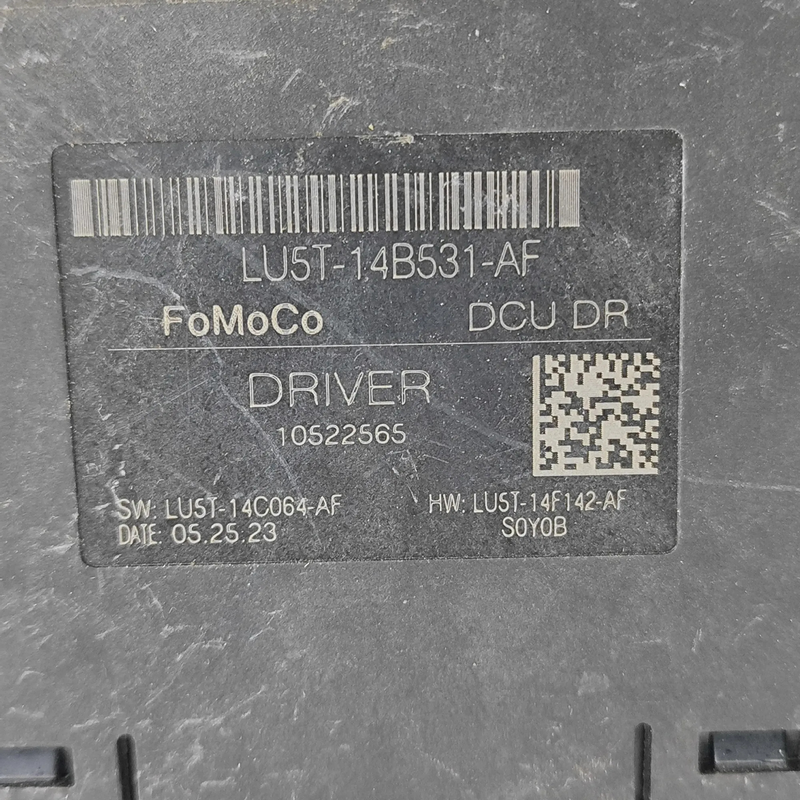 LU5T-14B531-AF
FoMoCo DCU DR
DRIVER
10522565
SW: LU5T-14C064-AF HW: LU5T-14F142-AF
DATE: 05.25.23 S0Y0B